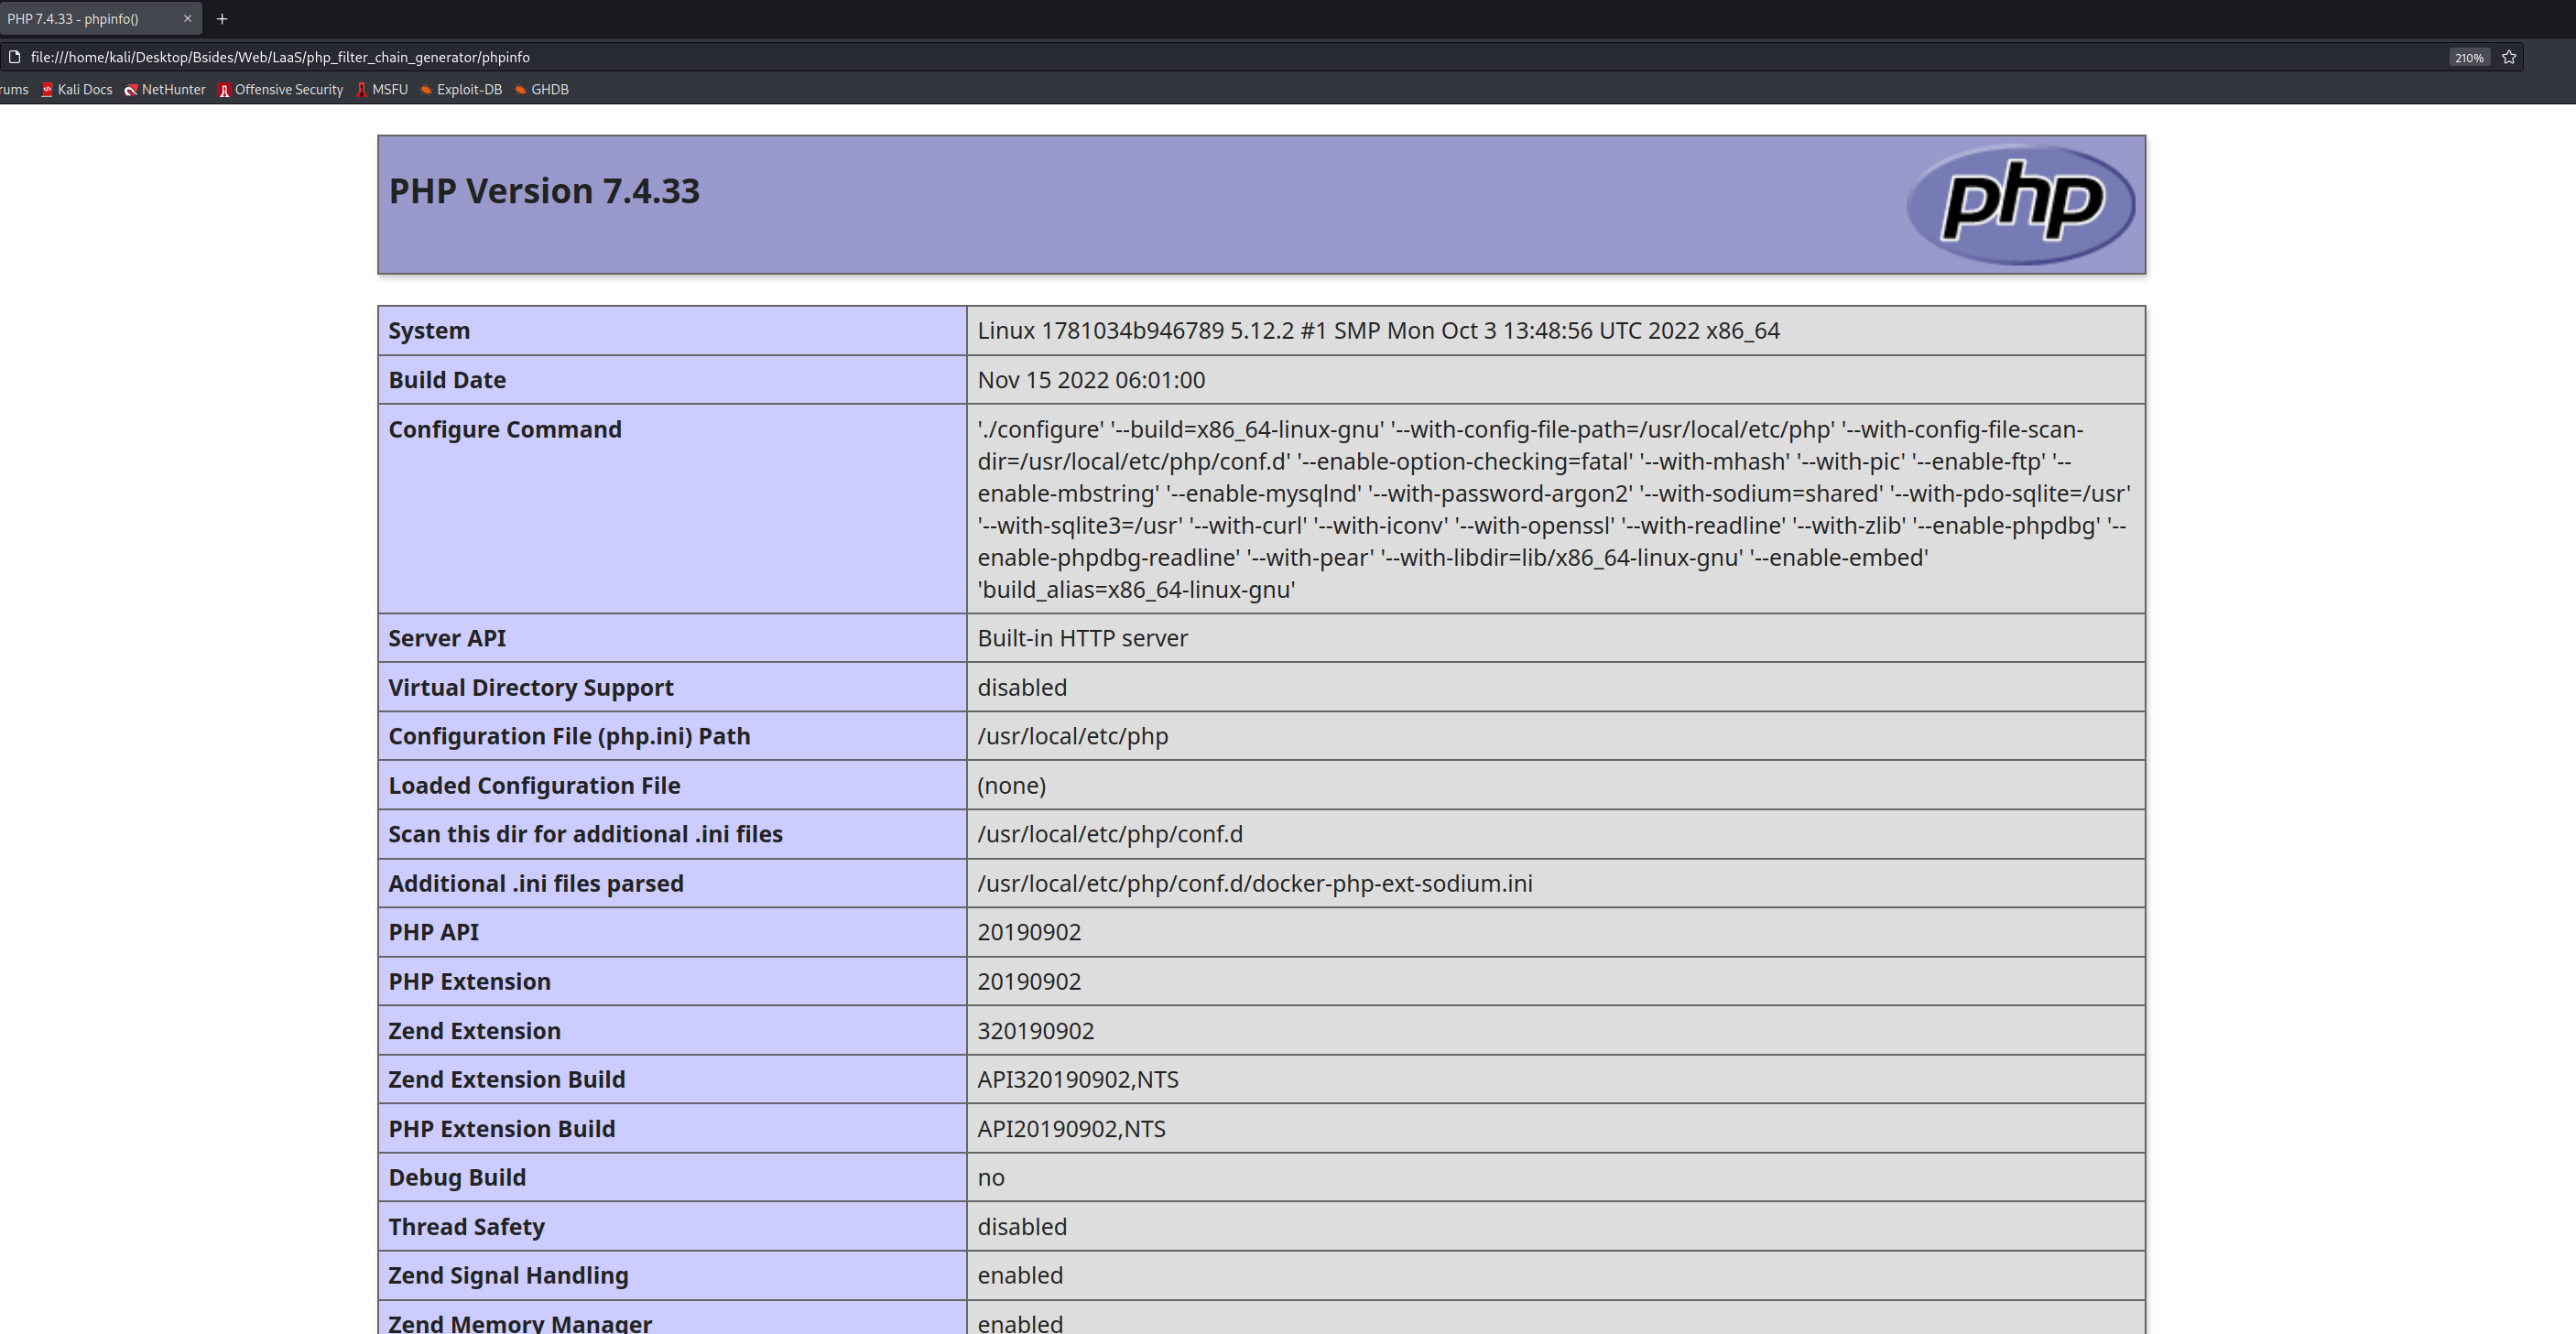 PHP 7.4.33 - phpinfo()
file:///home/kali/Desktop/Bsides/Web/LaaS/php_filter_chain_generator/phpinfo 210%
rums Kali Docs NetHunter Offensive Security MSFU Exploit-DB GHDB
PHP Version 7.4.33
php
System Linux 1781034b946789 5.12.2 #1 SMP Mon Oct 3 13:48:56 UTC 2022 x86_64
Build Date Nov 15 2022 06:01:00
Configure Command './configure' '--build=x86_64-linux-gnu' '--with-config-file-path=/usr/local/etc/php' '--with-config-file-scan-
dir=/usr/local/etc/php/conf.d' '--enable-option-checking=fatal' '--with-mhash' '--with-pic' '--enable-ftp' '--
enable-mbstring' '--enable-mysqlnd' '--with-password-argon2' '--with-sodium=shared' '--with-pdo-sqlite=/usr'
'--with-sqlite3=/usr' '--with-curl' '--with-iconv' '--with-openssl' '--with-readline' '--with-zlib' '--enable-phpdbg' '--
enable-phpdbg-readline' '--with-pear' '--with-libdir=lib/x86_64-linux-gnu' '--enable-embed'
'build_alias=x86_64-linux-gnu'
Server API Built-in HTTP server
Virtual Directory Support disabled
Configuration File (php.ini) Path /usr/local/etc/php
Loaded Configuration File (none)
Scan this dir for additional .ini files /usr/local/etc/php/conf.d
Additional .ini files parsed /usr/local/etc/php/conf.d/docker-php-ext-sodium.ini
PHP API 20190902
PHP Extension 20190902
Zend Extension 320190902
Zend Extension Build API320190902,NTS
PHP Extension Build API20190902,NTS
Debug Build no
Thread Safety disabled
Zend Signal Handling enabled
Zend Memory Manager enabled